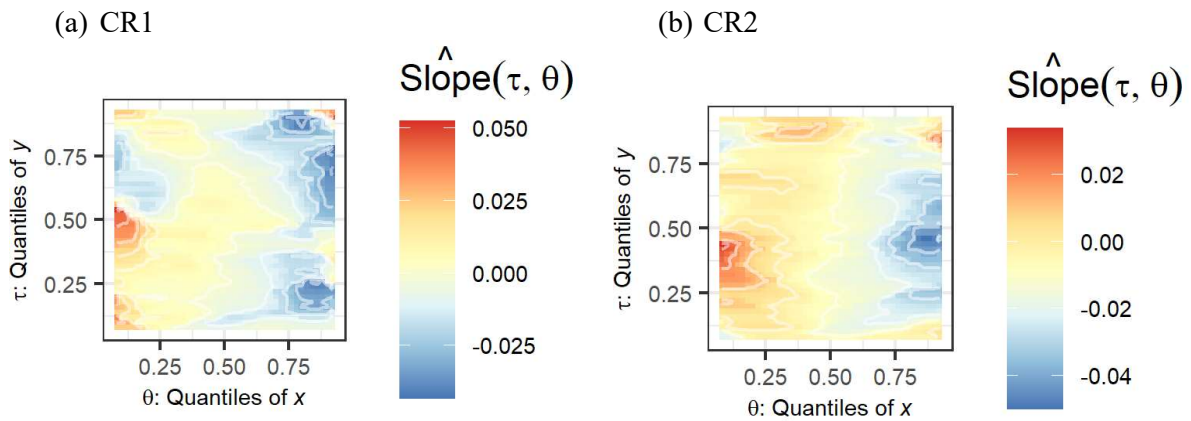 (a) CR1
Slôpe(τ, θ)
τ: Quantiles of y
0.75
0.50
0.25
0.25 0.50 0.75
θ: Quantiles of x
0.050
0.025
0.000
-0.025
(b) CR2
Slôpe(τ, θ)
τ: Quantiles of y
0.75
0.50
0.25
0.25 0.50 0.75
θ: Quantiles of x
0.02
0.00
-0.02
-0.04